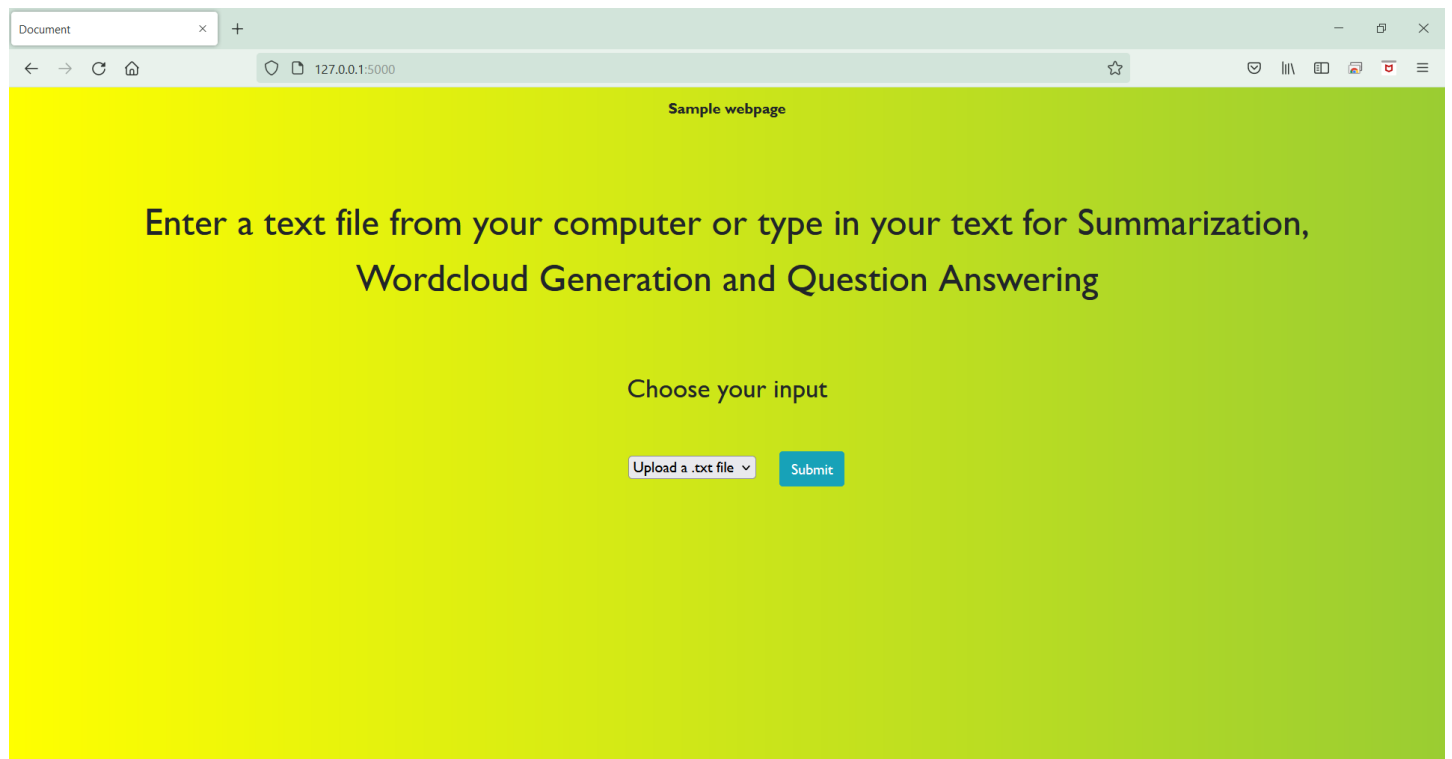 Document
127.0.0.1:5000
Sample webpage
Enter a text file from your computer or type in your text for Summarization,
Wordcloud Generation and Question Answering
Choose your input
Upload a .txt file
Submit